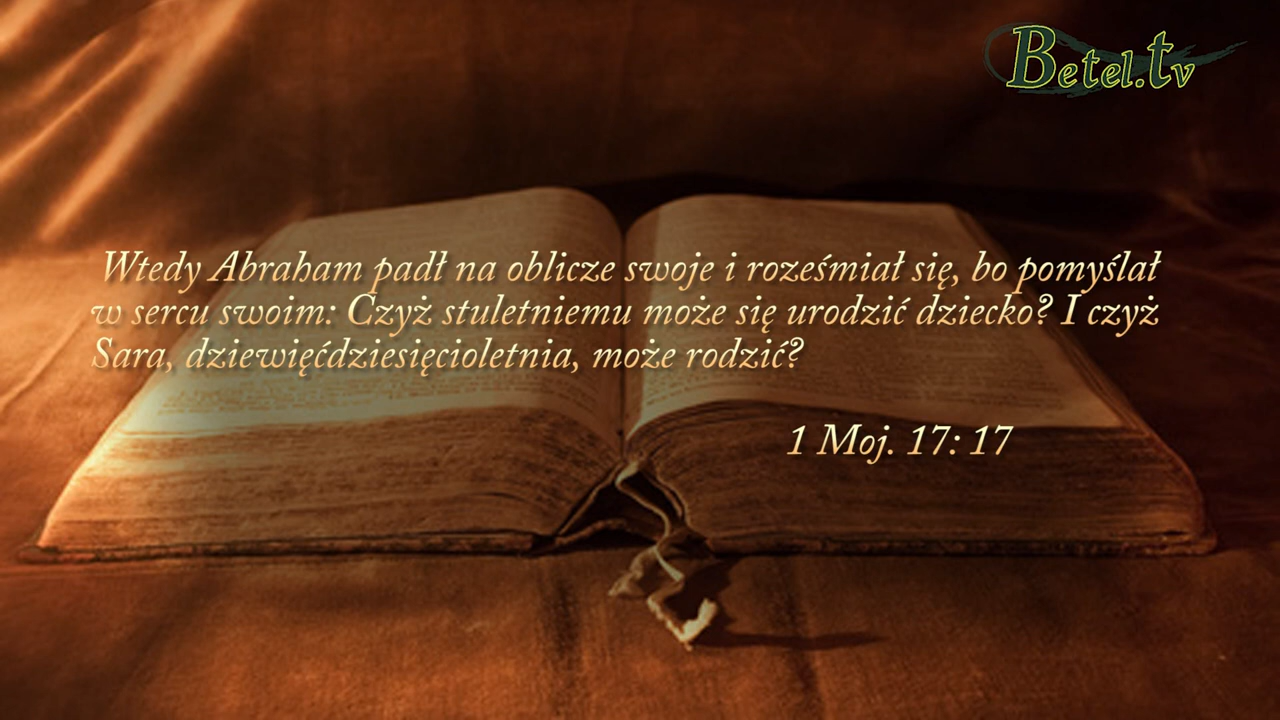 Betel.tv
Wtedy Abraham padł na oblicze swoje i roześmiał się, bo pomyślał
w sercu swoim: Czyż stuletniemu może się urodzić dziecko? I czyż
Sara, dziewięćdziesięcioletnia, może rodzić?
1 Moj. 17: 17